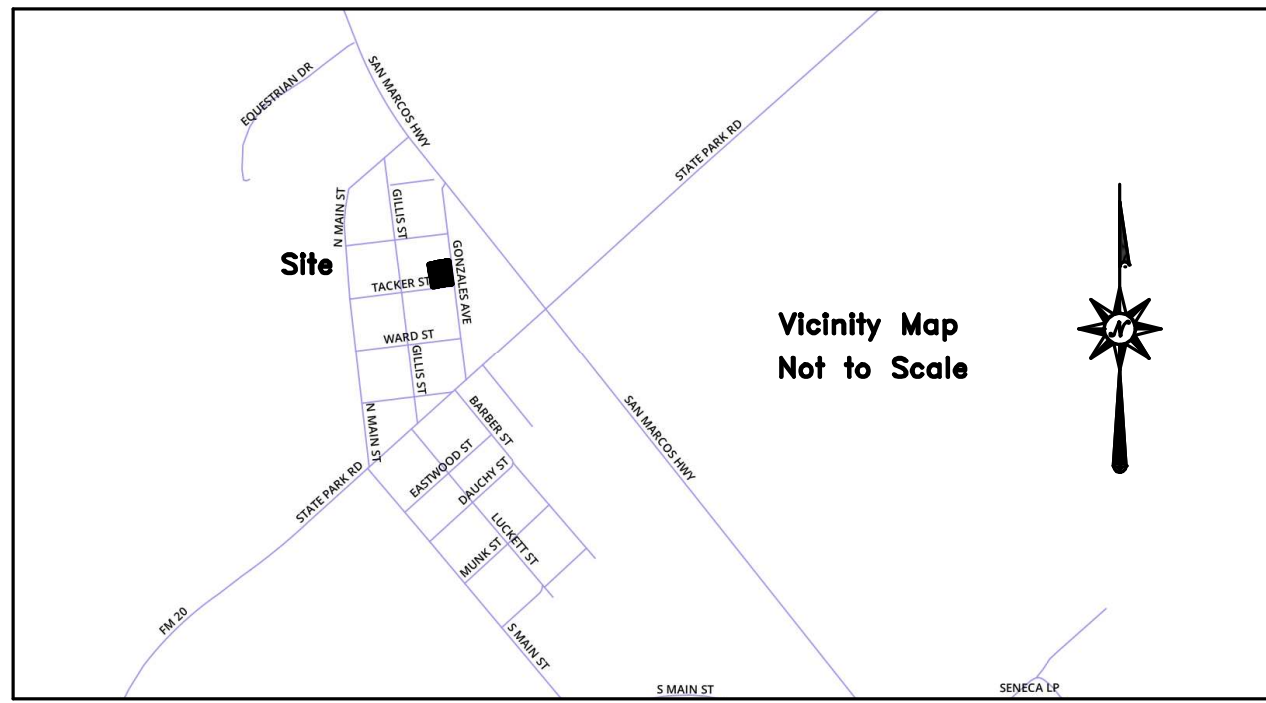 EQUESTRIAN DR
SAN MARCOS HWY
STATE PARK RD
N MAIN ST
GILLIS ST
Site
GONZALES AVE
TACKER ST
WARD ST
GILLIS ST
Vicinity Map
Not to Scale
N
N MAIN ST
BARBER ST
SAN MARCOS HWY
EASTWOOD ST
DAUCHY ST
STATE PARK RD
LUCKETT ST
MUNK ST
FM 20
S MAIN ST
S MAIN ST
SENECA LP